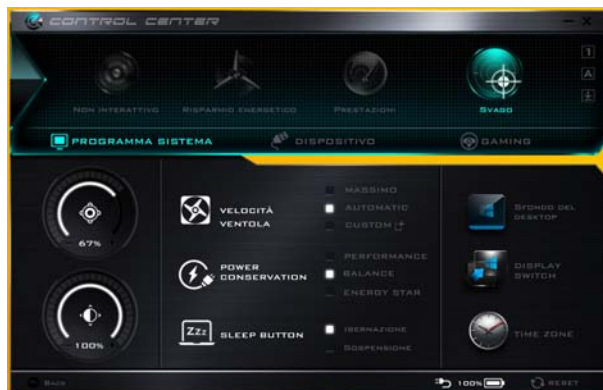 CONTROL CENTER
1
NON INTERATTIVO
RISPARMIO ENERGETICO
PRESTAZIONI
SVAGO
A
PROGRAMMA SISTEMA
DISPOSITIVO
GAMING
67%
VELOCITÀ
VENTOLA
MASSIMO
AUTOMATIC
CUSTOM
SFONDO DEL
DESKTOP
POWER
CONSERVATION
PERFORMANCE
BALANCE
ENERGY STAR
DISPLAY
SWITCH
100%
ZZZ
SLEEP BUTTON
IBERNAZIONE
SOSPENSIONE
TIME ZONE
BACK
100%
RESET